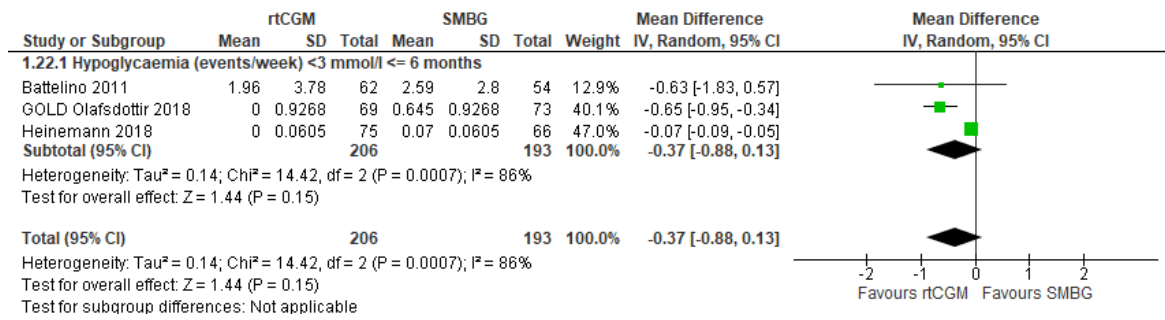 rtCGM SMBG Mean Difference Mean Difference
Study or Subgroup Mean SD Total Mean SD Total Weight IV, Random, 95% CI IV, Random, 95% CI
1.22.1 Hypoglycaemia (events/week) <3 mmol/l <= 6 months
Battelino 2011 1.96 3.78 62 2.59 2.8 54 12.9% -0.63 [-1.83, 0.57]
GOLD Olafsdottir 2018 0 0.9268 69 0.645 0.9268 73 40.1% -0.65 [-0.95, -0.34]
Heinemann 2018 0 0.0605 75 0.07 0.0605 66 47.0% -0.07 [-0.09, -0.05]
Subtotal (95% CI) 206 193 100.0% -0.37 [-0.88, 0.13]
Heterogeneity: Tau² = 0.14; Chi² = 14.42, df = 2 (P = 0.0007); I² = 86%
Test for overall effect: Z = 1.44 (P = 0.15)
Total (95% CI) 206 193 100.0% -0.37 [-0.88, 0.13]
Heterogeneity: Tau² = 0.14; Chi² = 14.42, df = 2 (P = 0.0007); I² = 86%
Test for overall effect: Z = 1.44 (P = 0.15)
Test for subgroup differences: Not applicable
-2 -1 0 1 2
Favours rtCGM Favours SMBG